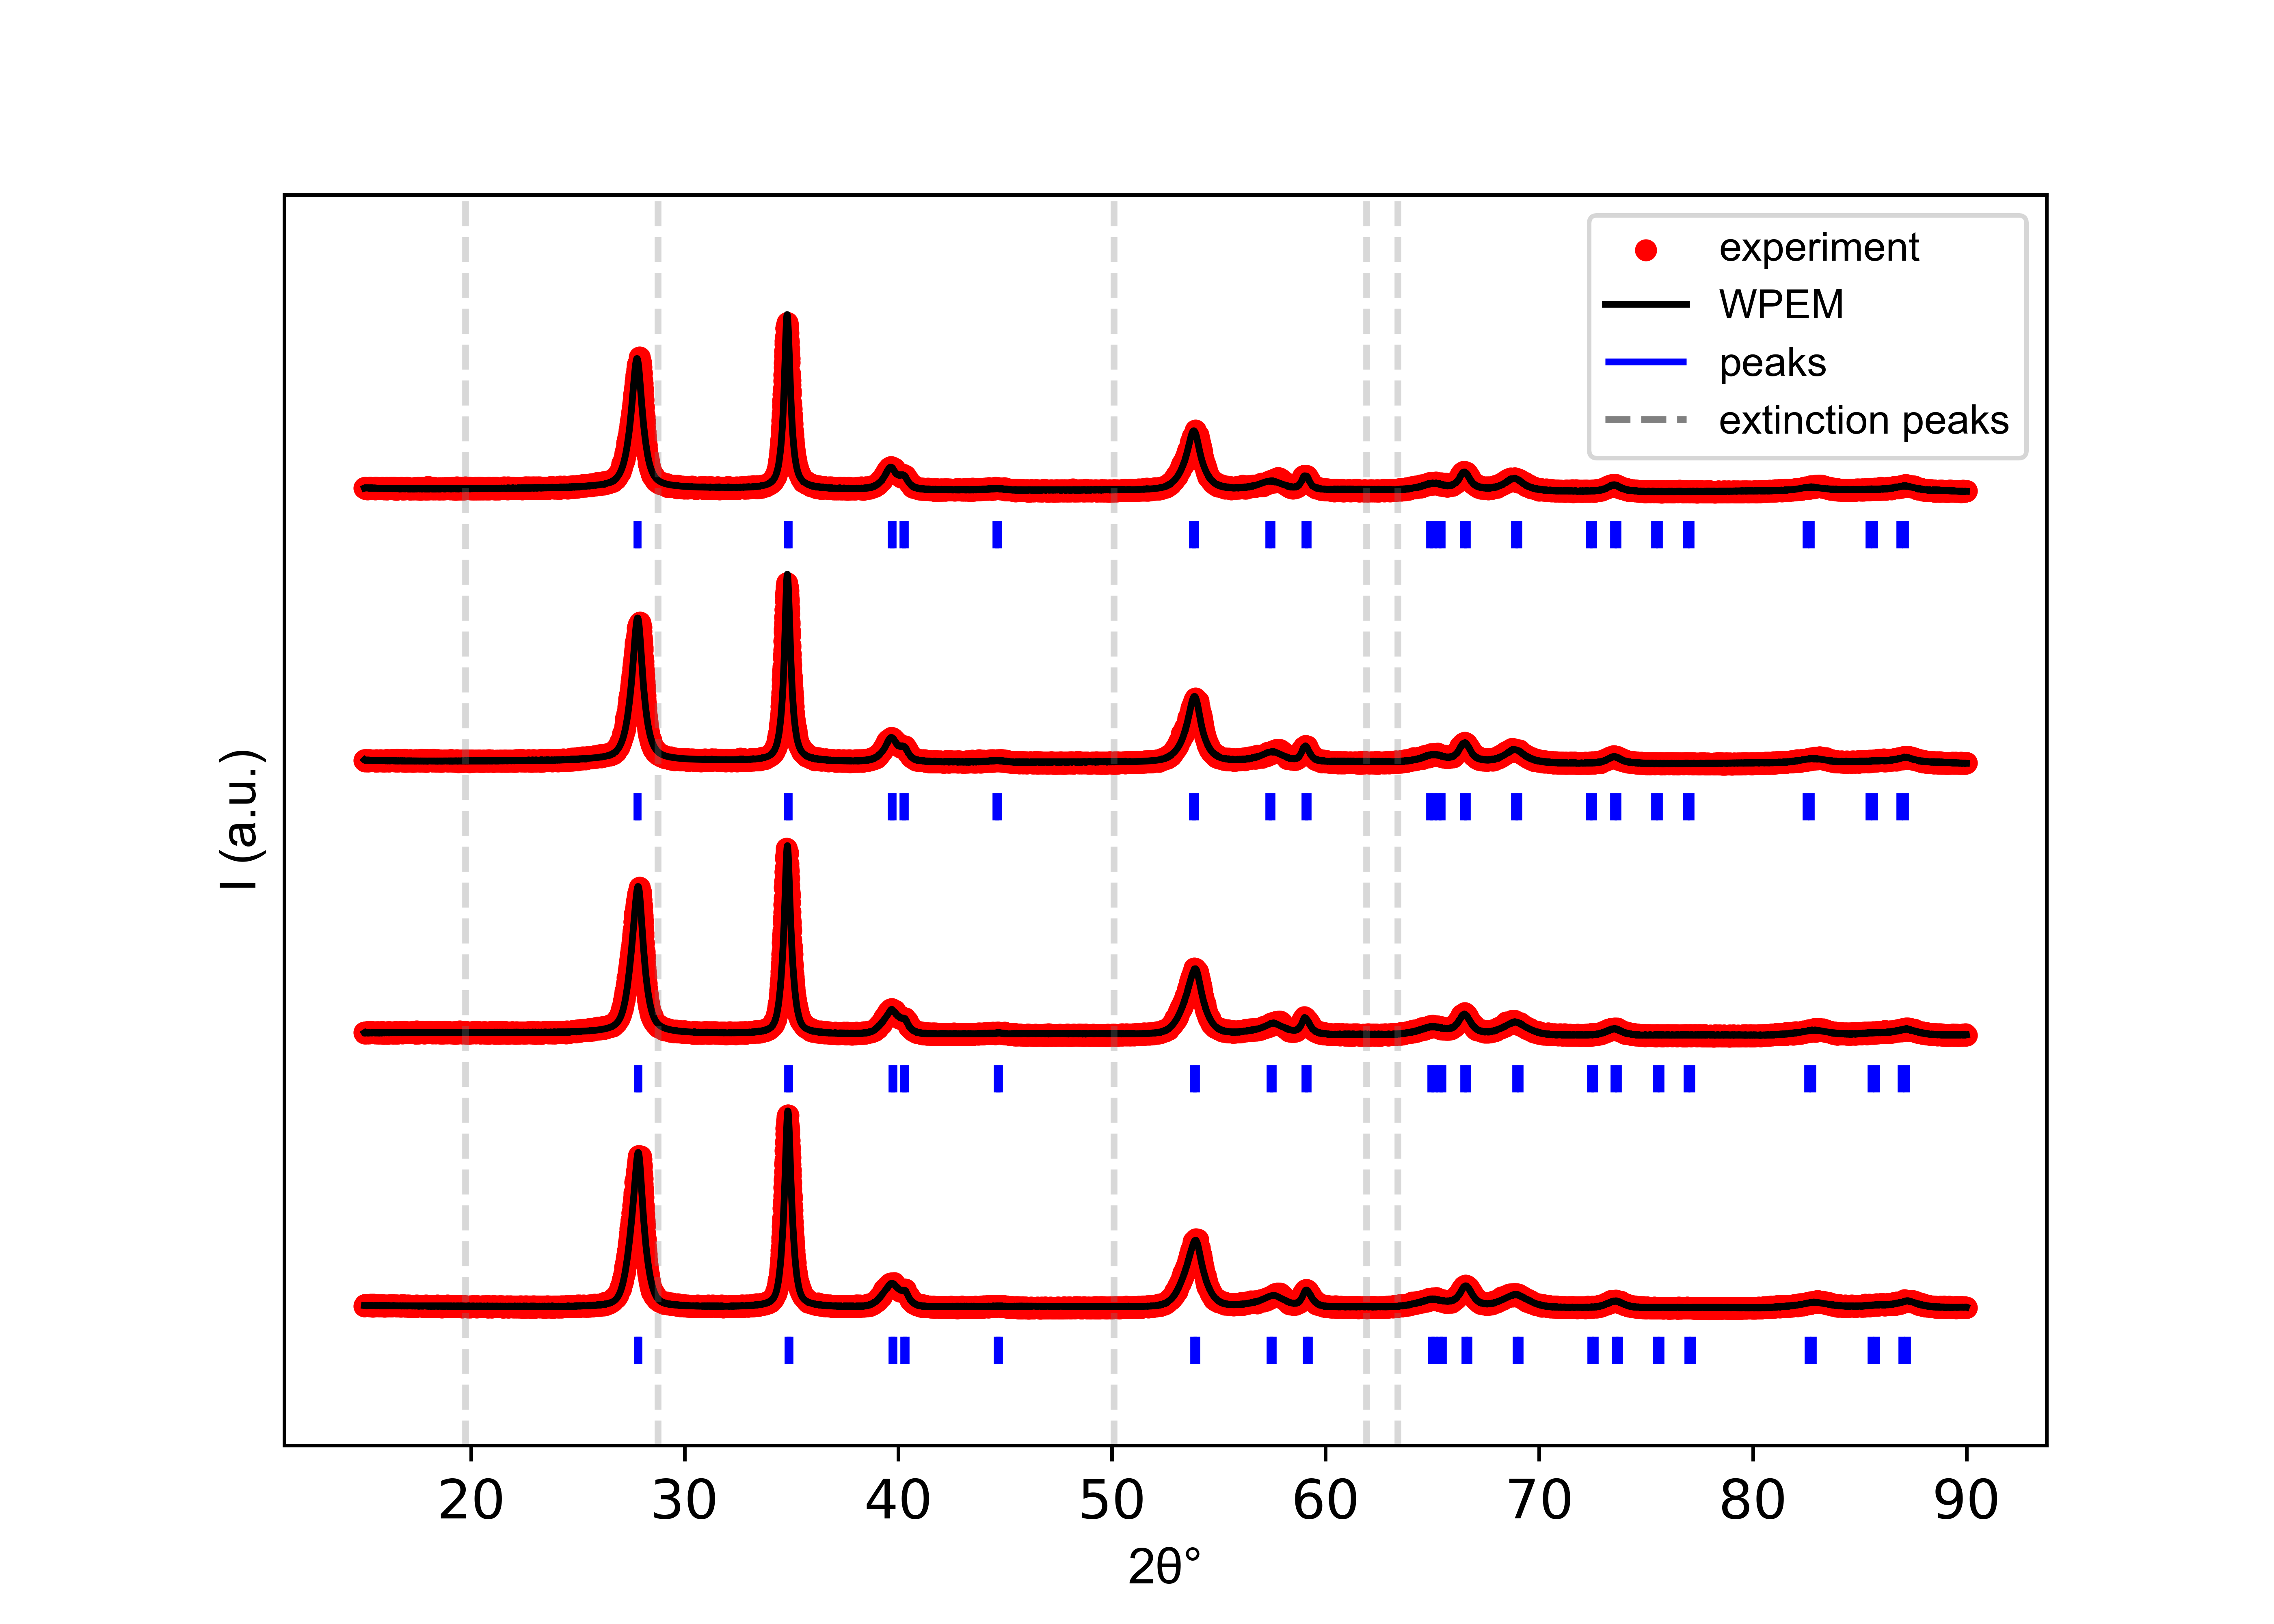 experiment
WPEM
peaks
extinction peaks
I (a.u.)
20 30 40 50 60 70 80 90
2θ°